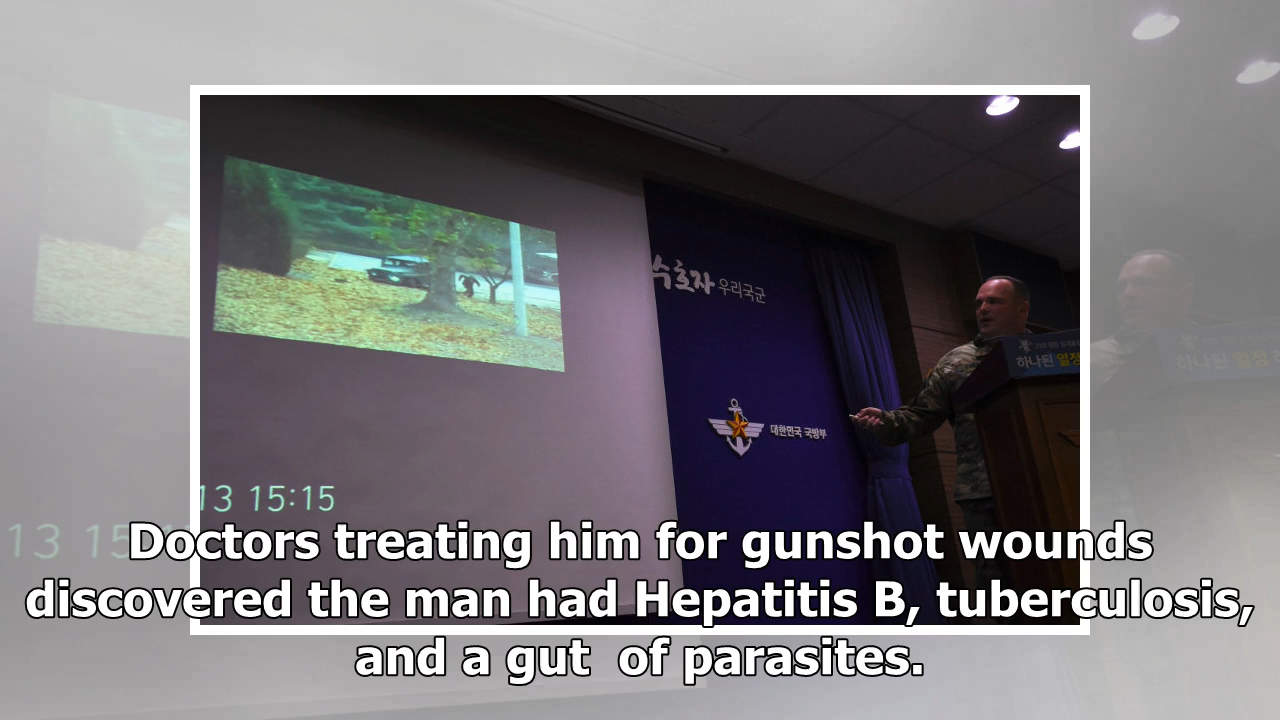 수호자 우리국군
하나된 열정
대한민국 국방부
13 15:15
Doctors treating him for gunshot wounds
discovered the man had Hepatitis B, tuberculosis,
and a gut of parasites.